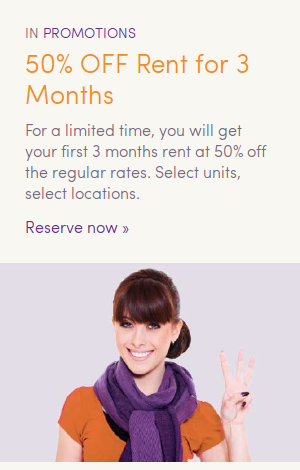 IN PROMOTIONS
50% OFF Rent for 3
Months
For a limited time, you will get
your first 3 months rent at 50% off
the regular rates. Select units,
select locations.
Reserve now »